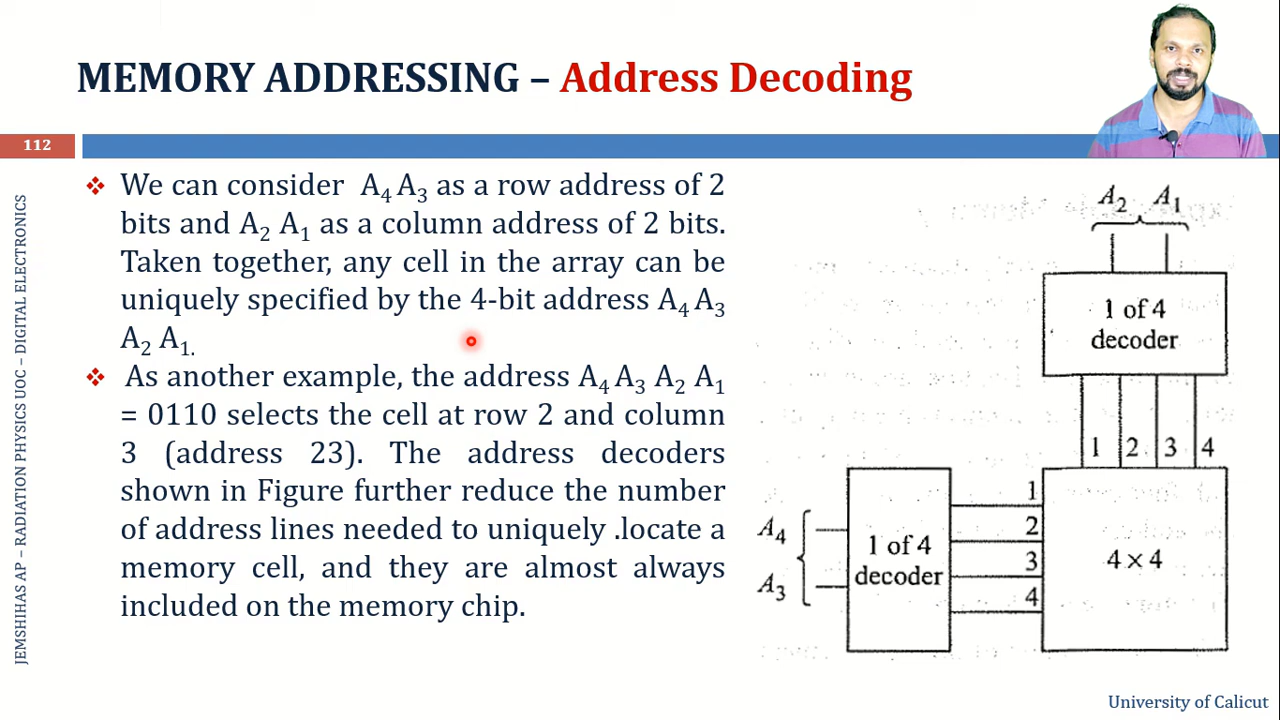 MEMORY ADDRESSING – Address Decoding
112
JEMSHIHAS AP – RADIATION PHYSICS UOC – DIGITAL ELECTRONICS
❖ We can consider A₄ A₃ as a row address of 2
bits and A₂ A₁ as a column address of 2 bits.
Taken together, any cell in the array can be
uniquely specified by the 4-bit address A₄ A₃
A₂ A₁.
❖ As another example, the address A₄ A₃ A₂ A₁
= 0110 selects the cell at row 2 and column
3 (address 23). The address decoders
shown in Figure further reduce the number
of address lines needed to uniquely .locate a
memory cell, and they are almost always
included on the memory chip.
A₂ A₁
1 of 4
decoder
1 2 3 4
A₄
A₃
1 of 4
decoder
1
2
3
4
4 × 4
University of Calicut